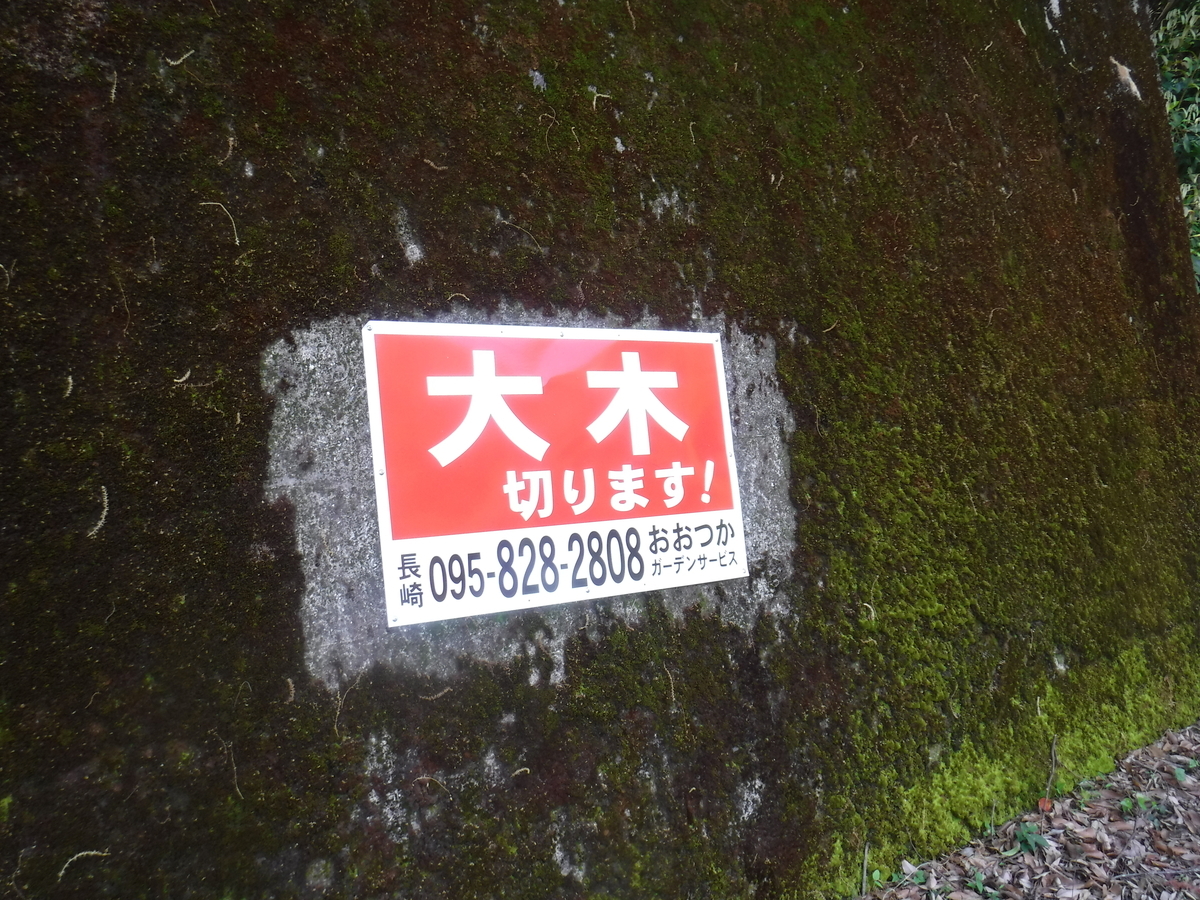 大木
切ります!
長崎 095-828-2808 おおつか
ガーデンサービス